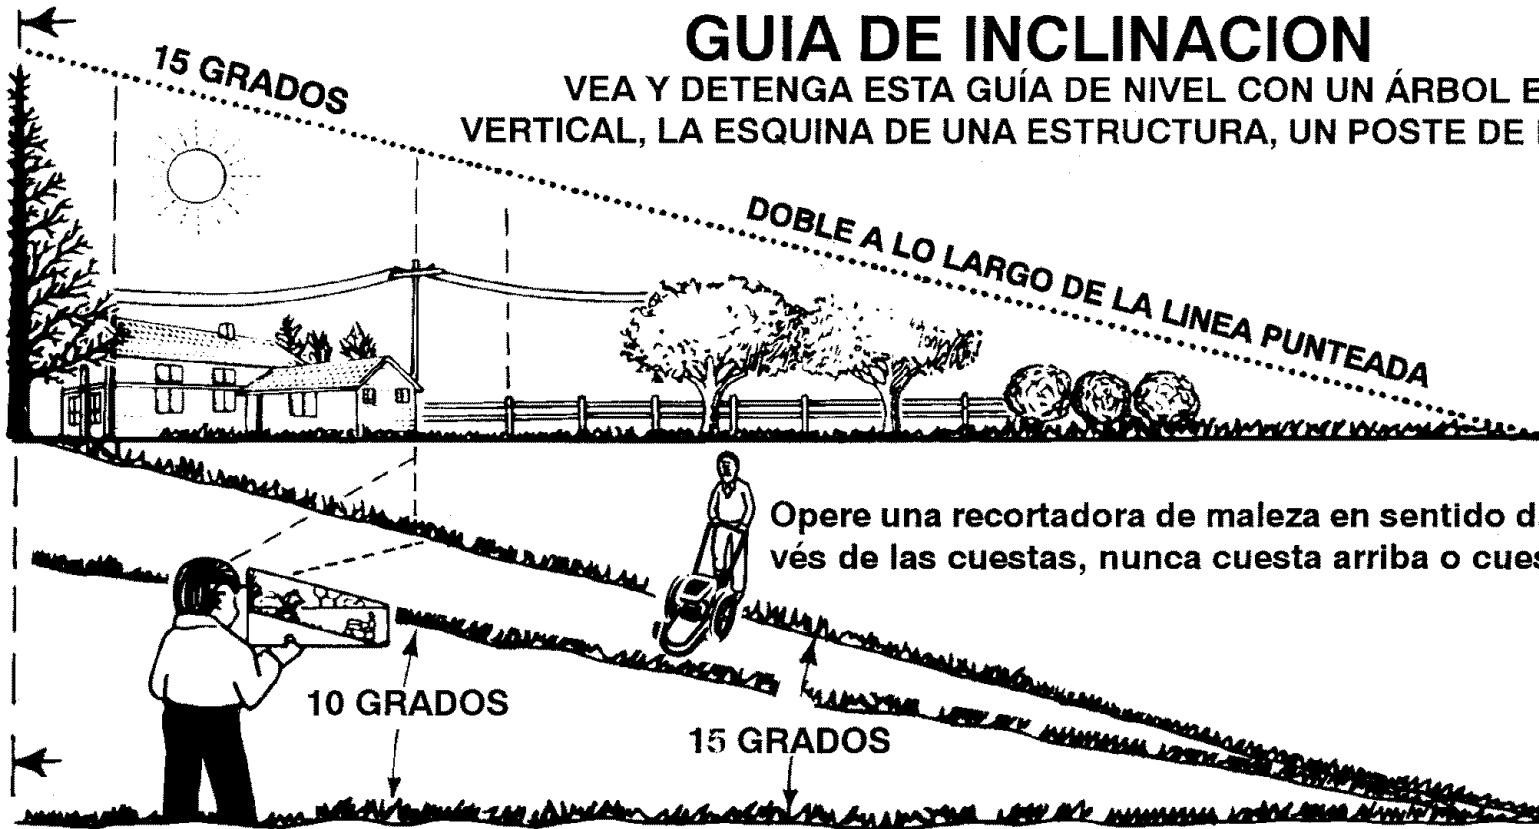 GUIA DE INCLINACION
VEA Y DETENGA ESTA GUÍA DE NIVEL CON UN ÁRBOL
VERTICAL, LA ESQUINA DE UNA ESTRUCTURA, UN POSTE DE
15 GRADOS
DOBLE A LO LARGO DE LA LINEA PUNTEADA
Opere una recortadora de maleza en sentido
vés de las cuestas, nunca cuesta arriba o
10 GRADOS
15 GRADOS